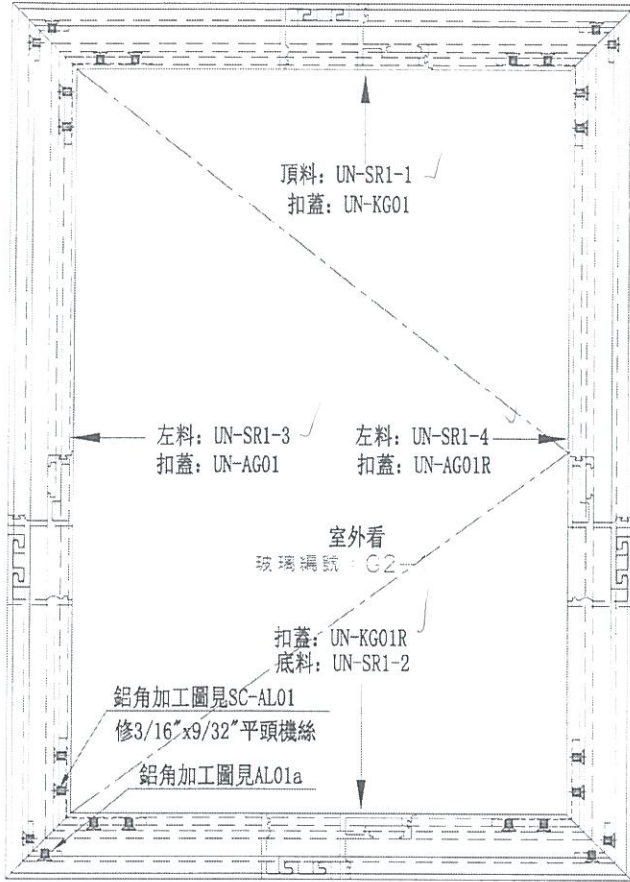 頂料: UN-SR1-1
扣蓋: UN-KG01
左料: UN-SR1-3
扣蓋: UN-AG01
左料: UN-SR1-4
扣蓋: UN-AG01R
室外看
玻璃編號: G2
扣蓋: UN-KG01R
底料: UN-SR1-2
鋁角加工圖見SC-AL01
修3/16"x9/32"平頭機絲
鋁角加工圖見AL01a